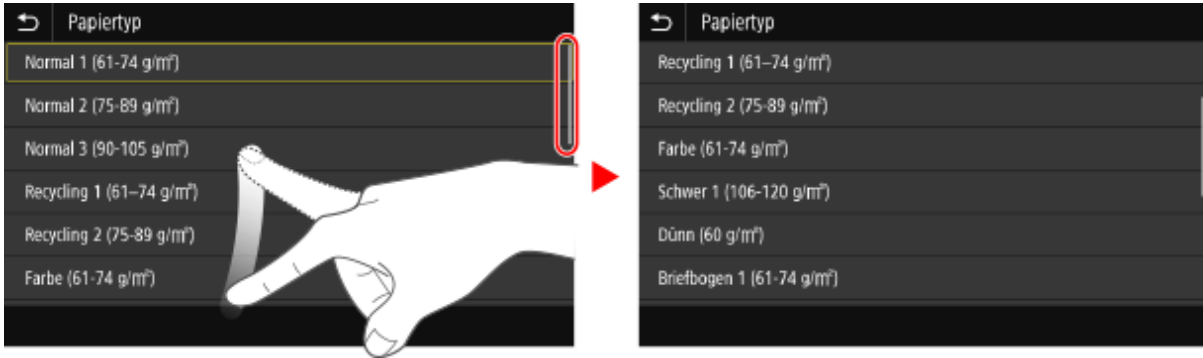 Papiertyp
Normal 1 (61-74 g/m²)
Normal 2 (75-89 g/m²)
Normal 3 (90-105 g/m²)
Recycling 1 (61–74 g/m²)
Recycling 2 (75-89 g/m²)
Farbe (61-74 g/m²)
Papiertyp
Recycling 1 (61–74 g/m²)
Recycling 2 (75-89 g/m²)
Farbe (61-74 g/m²)
Schwer 1 (106-120 g/m²)
Dünn (60 g/m²)
Briefbogen 1 (61-74 g/m²)